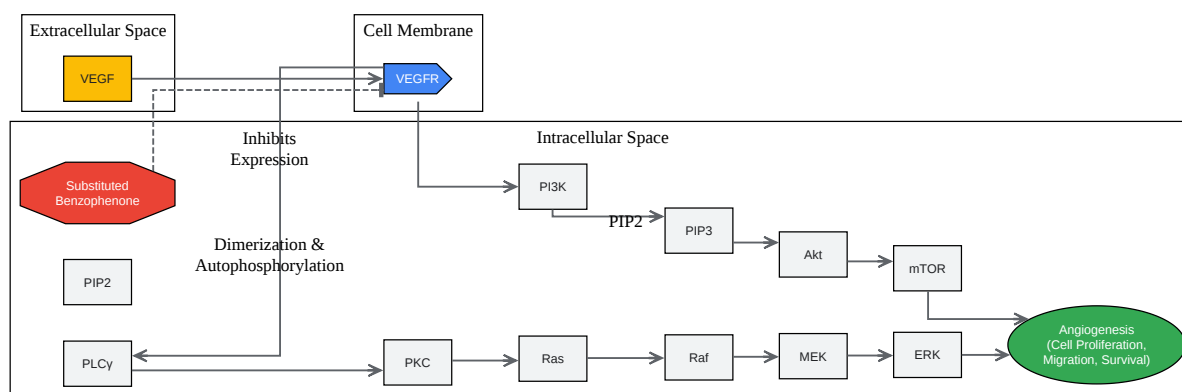 Extracellular Space
Cell Membrane
VEGF
VEGFR
Inhibits
Expression
Intracellular Space
Substituted
Benzophenone
PI3K
PIP2
PIP3
Dimerization &
Autophosphorylation
Akt
PIP2
mTOR
Angiogenesis
(Cell Proliferation,
Migration, Survival)
PLCγ
PKC
Ras
Raf
MEK
ERK